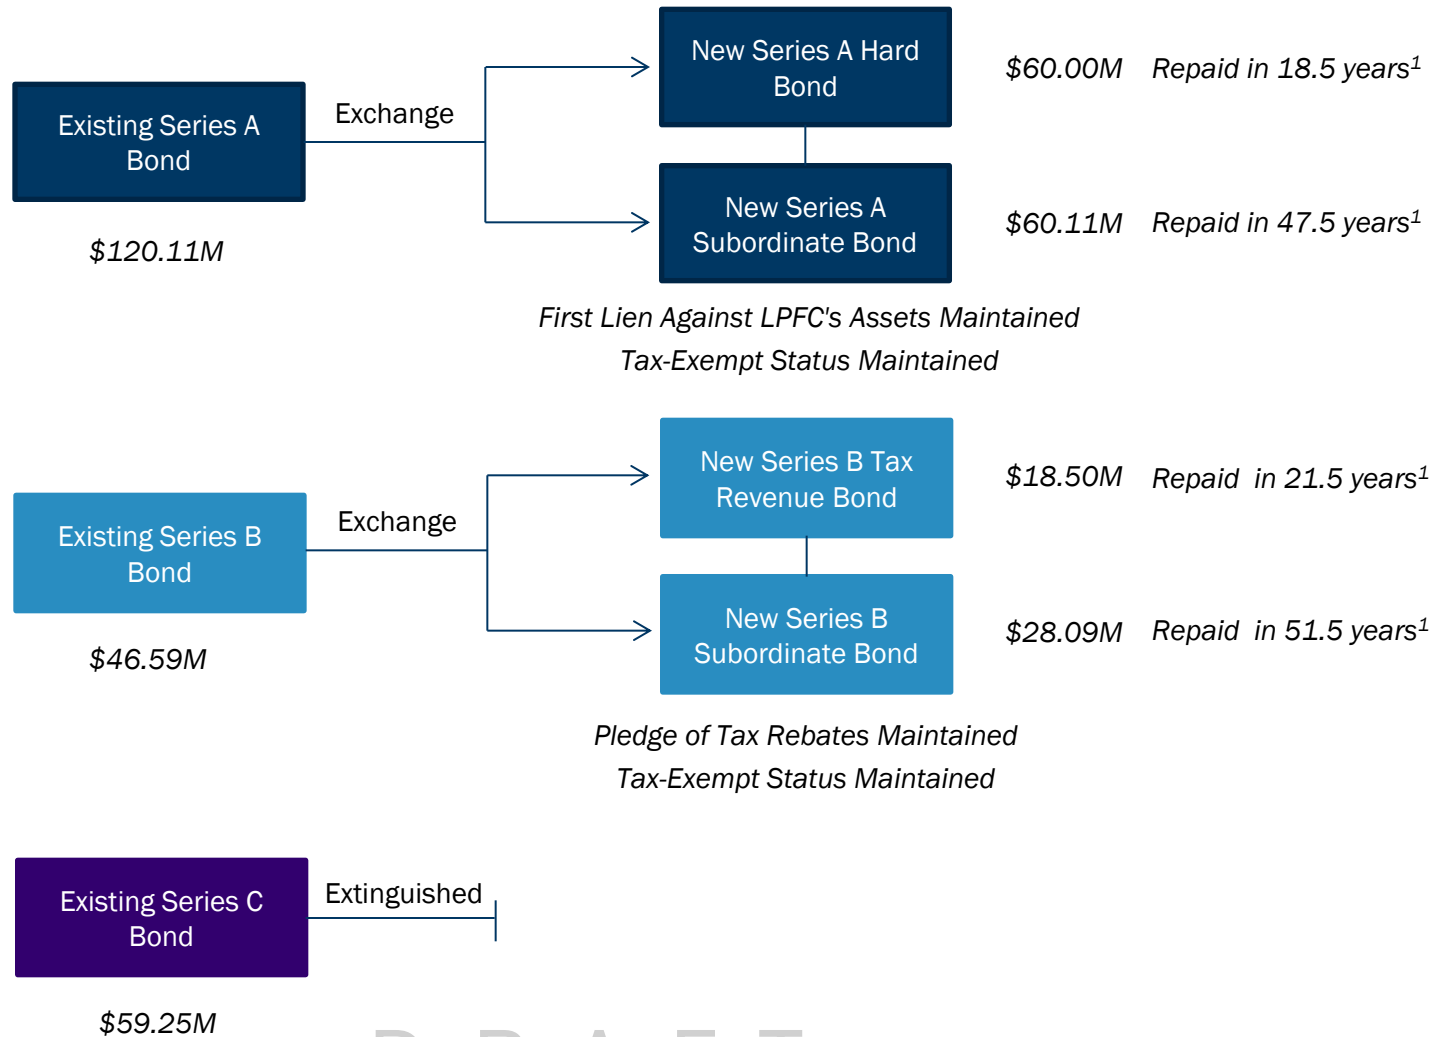 New Series A Hard
Bond
$60.00M Repaid in 18.5 years1
Existing Series A
Bond
Exchange
$120.11M
New Series A
Subordinate Bond
$60.11M Repaid in 47.5 years1
First Lien Against LPFC's Assets Maintained
Tax-Exempt Status Maintained
New Series B Tax
Revenue Bond
$18.50M Repaid in 21.5 years1
Existing Series B
Bond
Exchange
$46.59M
New Series B
Subordinate Bond
$28.09M Repaid in 51.5 years1
Pledge of Tax Rebates Maintained
Tax-Exempt Status Maintained
Existing Series C
Bond
Extinguished
$59.25M
DRAFT